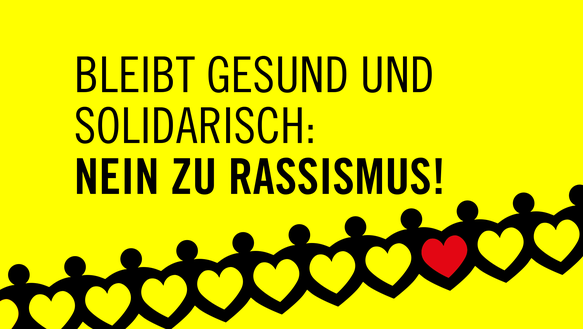 BLEIBT GESUND UND
SOLIDARISCH:
NEIN ZU RASSISMUS!